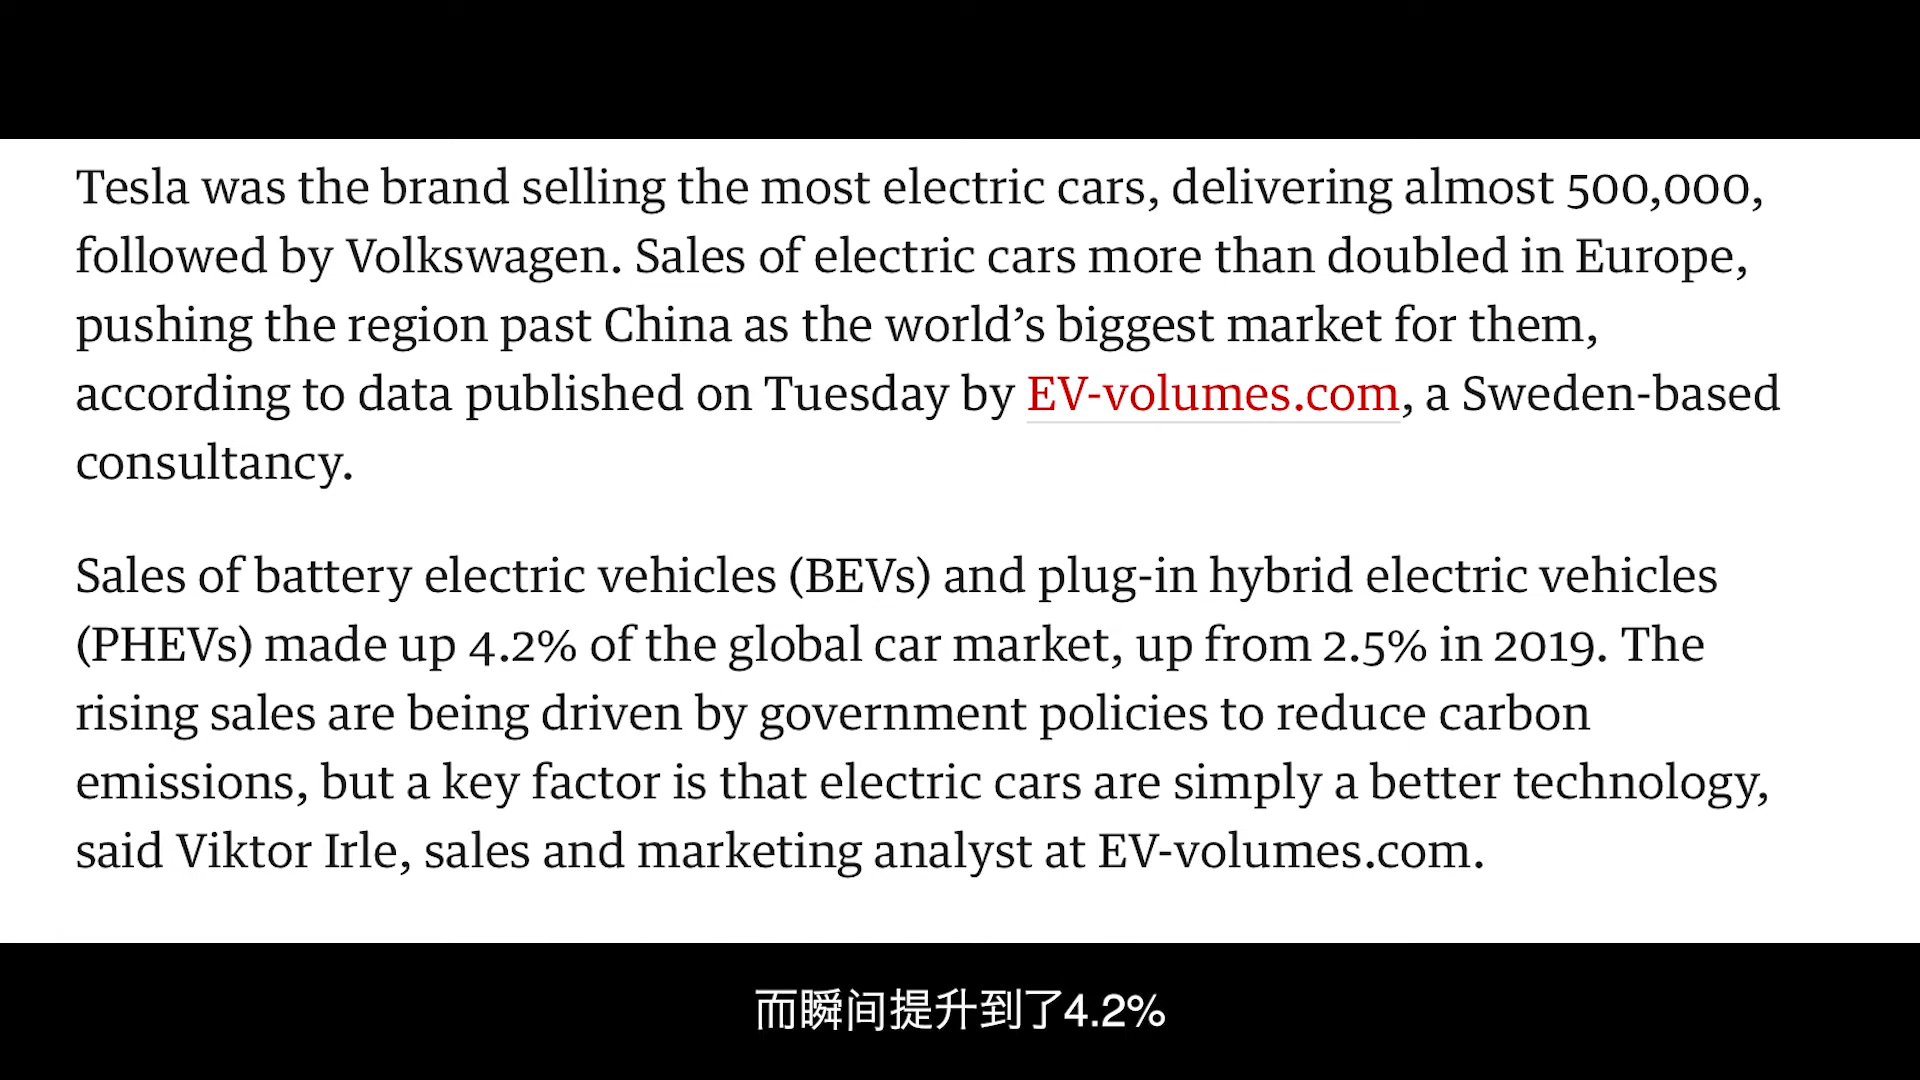 Tesla was the brand selling the most electric cars, delivering almost 500,000,
followed by Volkswagen. Sales of electric cars more than doubled in Europe,
pushing the region past China as the world’s biggest market for them,
according to data published on Tuesday by EV-volumes.com, a Sweden-based
consultancy.
Sales of battery electric vehicles (BEVs) and plug-in hybrid electric vehicles
(PHEVs) made up 4.2% of the global car market, up from 2.5% in 2019. The
rising sales are being driven by government policies to reduce carbon
emissions, but a key factor is that electric cars are simply a better technology,
said Viktor Irle, sales and marketing analyst at EV-volumes.com.
而瞬间提升到了4.2%